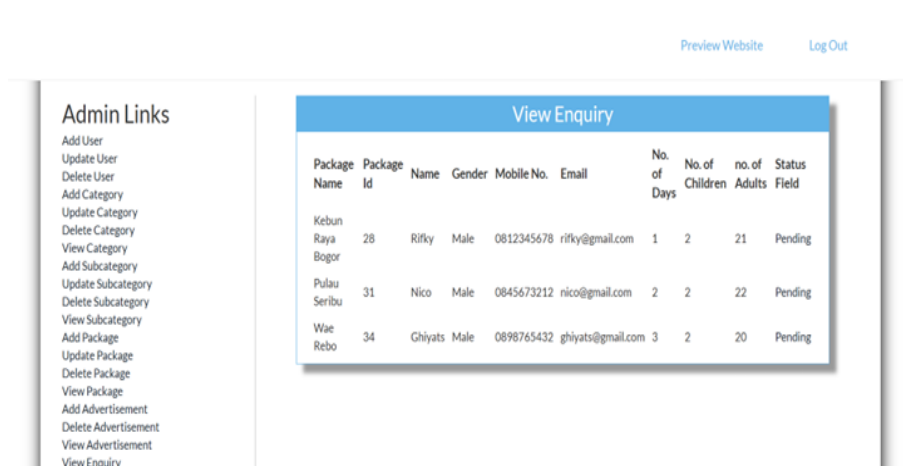 Preview Website Log Out
Admin Links
Add User
Update User
Delete User
Add Category
Update Category
Delete Category
View Category
Add Subcategory
Update Subcategory
Delete Subcategory
View Subcategory
Add Package
Update Package
Delete Package
View Package
Add Advertisement
Delete Advertisement
View Advertisement
View Enquiry
View Enquiry
Package Name Package Id Name Gender Mobile No. Email No. of Days No. of Children no. of Adults Status Field
Kebun Raya Bogor 28 Rifky Male 0812345678 rifky@gmail.com 1 2 21 Pending
Pulau Seribu 31 Nico Male 0845673212 nico@gmail.com 2 2 22 Pending
Wae Rebo 34 Ghiyats Male 0898765432 ghiyats@gmail.com 3 2 20 Pending